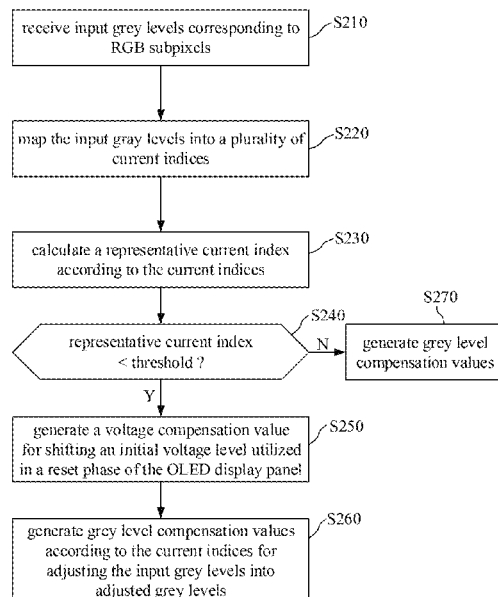 receive input grey levels corresponding to
RGB subpixels
S210
map the input gray levels into a plurality of
current indices
S220
calculate a representative current index
according to the current indices
S230
representative current index
< threshold ?
S240
N
generate grey level
compensation values
S270
Y
generate a voltage compensation value
for shifting an initial voltage level utilized
in a reset phase of the OLED display panel
S250
generate grey level compensation values
according to the current indices for
adjusting the input grey levels into
adjusted grey levels
S260